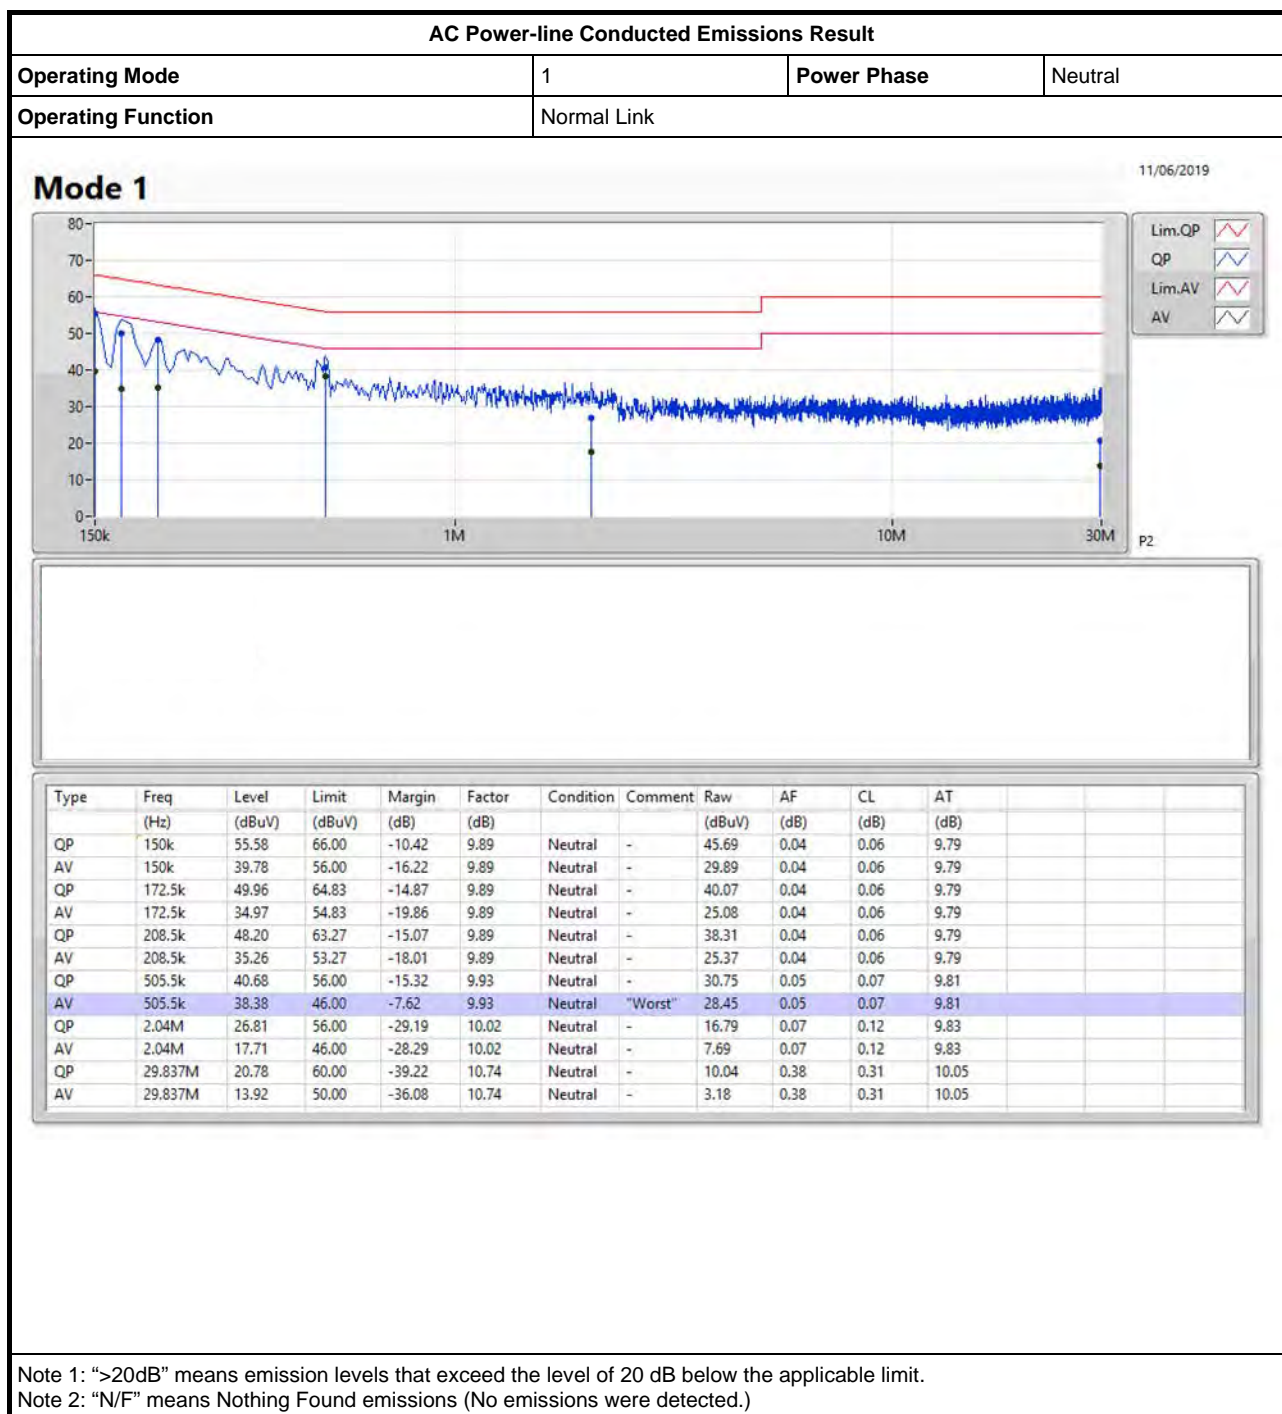 AC Power-line Conducted Emissions Result
Operating Mode 1 Power Phase Neutral
Operating Function Normal Link
11/06/2019
Mode 1
80
70
60
50
40
30
20
10
0
150k 1M 10M 30M
P2
Lim.QP
QP
Lim.AV
AV
Type Freq Level Limit Margin Factor Condition Comment Raw AF CL AT
(Hz) (dBuV) (dBuV) (dB) (dB) (dBuV) (dB) (dB) (dB)
QP 150k 55.58 66.00 -10.42 9.89 Neutral - 45.69 0.04 0.06 9.79
AV 150k 39.78 56.00 -16.22 9.89 Neutral - 29.89 0.04 0.06 9.79
QP 172.5k 49.96 64.83 -14.87 9.89 Neutral - 40.07 0.04 0.06 9.79
AV 172.5k 34.97 54.83 -19.86 9.89 Neutral - 25.08 0.04 0.06 9.79
QP 208.5k 48.20 63.27 -15.07 9.89 Neutral - 38.31 0.04 0.06 9.79
AV 208.5k 35.26 53.27 -18.01 9.89 Neutral - 25.37 0.04 0.06 9.79
QP 505.5k 40.68 56.00 -15.32 9.93 Neutral - 30.75 0.05 0.07 9.81
AV 505.5k 38.38 46.00 -7.62 9.93 Neutral "Worst" 28.45 0.05 0.07 9.81
QP 2.04M 26.81 56.00 -29.19 10.02 Neutral - 16.79 0.07 0.12 9.83
AV 2.04M 17.71 46.00 -28.29 10.02 Neutral - 7.69 0.07 0.12 9.83
QP 29.837M 20.78 60.00 -39.22 10.74 Neutral - 10.04 0.38 0.31 10.05
AV 29.837M 13.92 50.00 -36.08 10.74 Neutral - 3.18 0.38 0.31 10.05
Note 1: “>20dB” means emission levels that exceed the level of 20 dB below the applicable limit.
Note 2: “N/F” means Nothing Found emissions (No emissions were detected.)